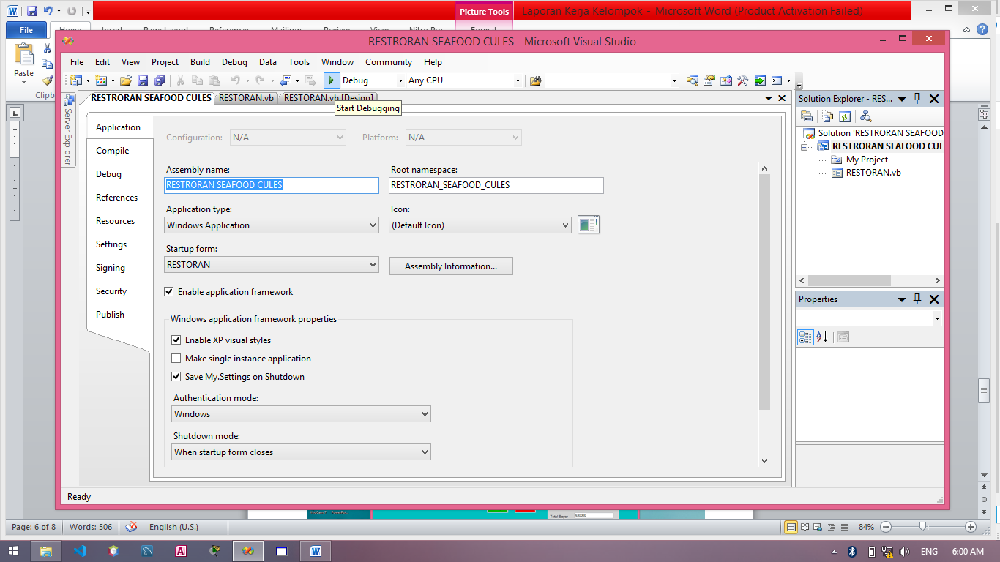 Picture Tools
Laporan Kerja Kelompok - Microsoft Word (Product Activation Failed)
File Home Insert Page Layout References Mailings Review View Nitro Pro Format
Paste
Clipb
RESTRORAN SEAFOOD CULES - Microsoft Visual Studio
File Edit View Project Build Debug Data Tools Window Community Help
Debug Any CPU
RESTRORAN SEAFOOD CULES RESTORAN.vb RESTORAN.vb [Design]
Start Debugging
Server Explorer
Application
Compile
Debug
References
Resources
Settings
Signing
Security
Publish
Configuration: N/A Platform: N/A
Assembly name: Root namespace:
RESTRORAN SEAFOOD CULES RESTRORAN_SEAFOOD_CULES
Application type: Icon:
Windows Application (Default Icon)
Startup form:
RESTORAN Assembly Information...
Enable application framework
Windows application framework properties
Enable XP visual styles
Make single instance application
Save My.Settings on Shutdown
Authentication mode:
Windows
Shutdown mode:
When startup form closes
Solution Explorer - RES...
Solution 'RESTRORAN SEAFOOD
RESTRORAN SEAFOOD CUL
My Project
RESTORAN.vb
Properties
Ready
Total Bayar 630000
Page: 6 of 8 Words: 506 English (U.S.) 84%
ENG 6:00 AM